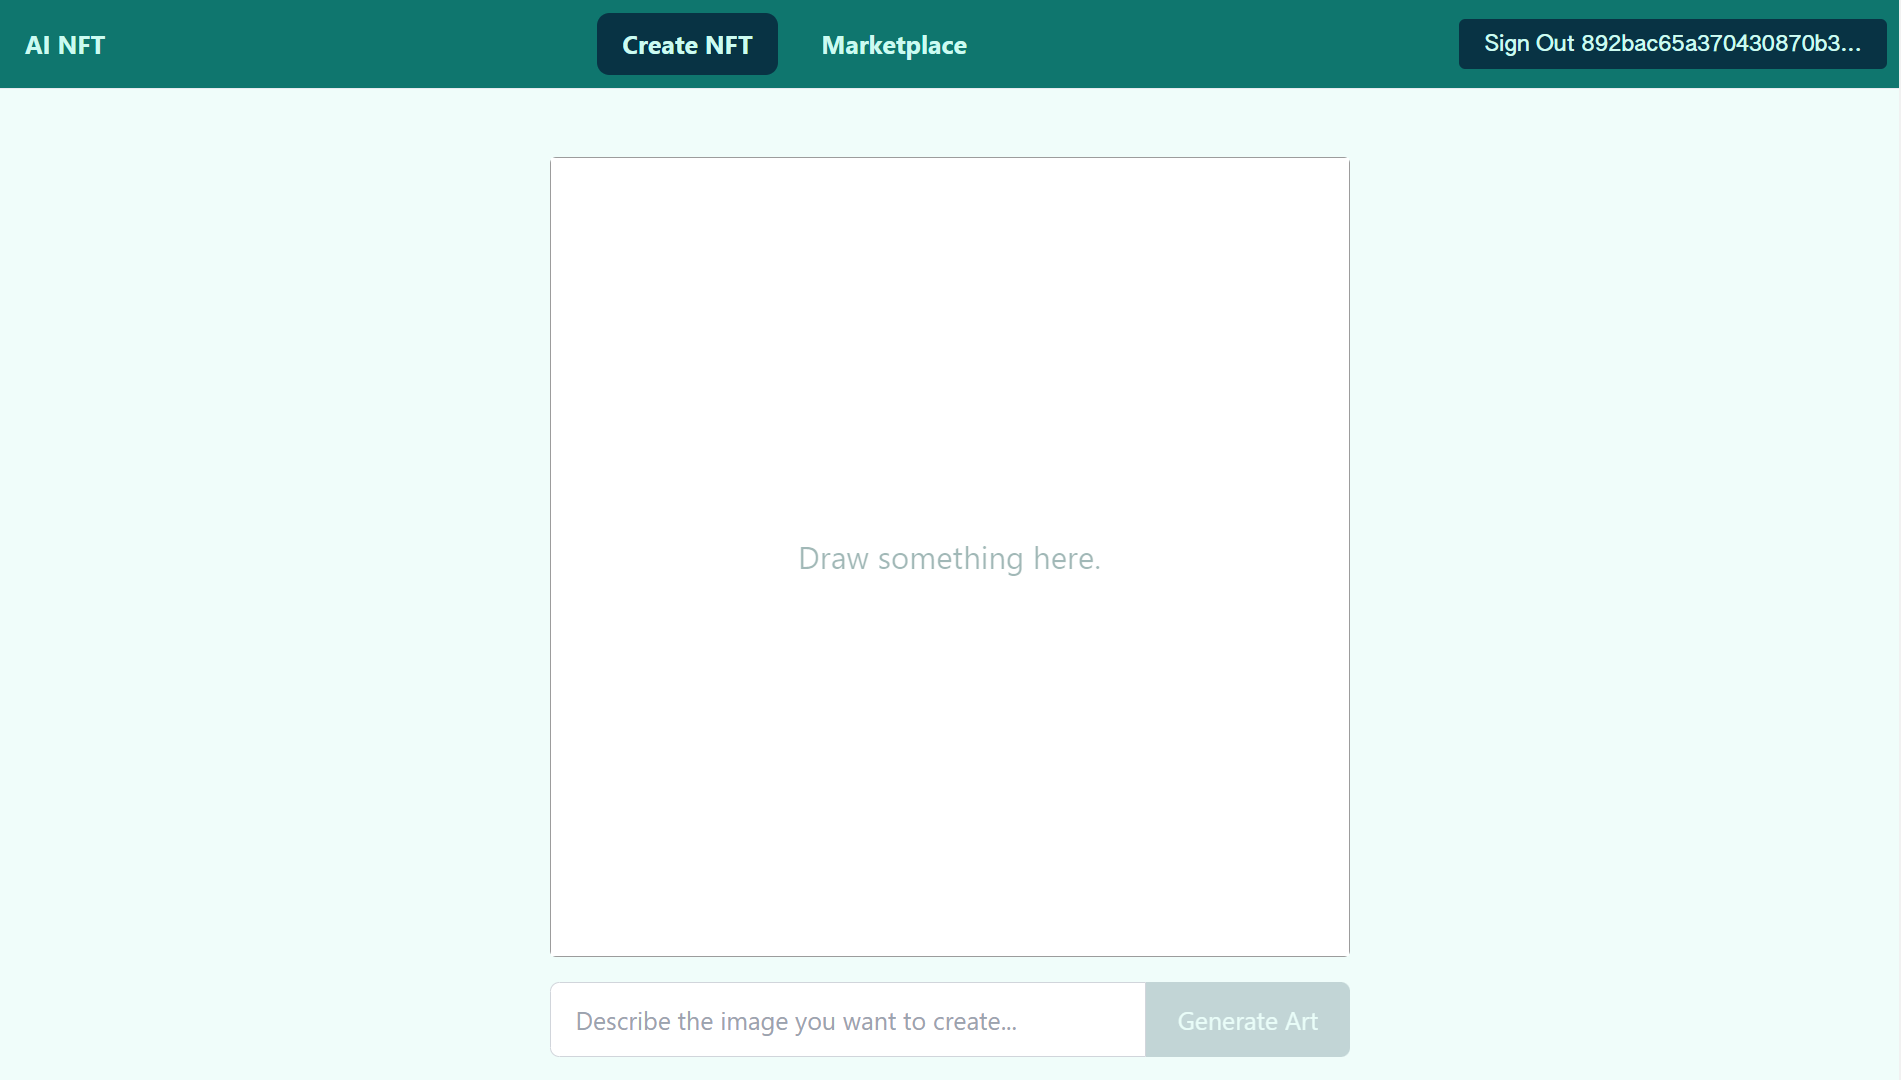 AI NFT
Create NFT
Marketplace
Sign Out 892bac65a370430870b3...
Draw something here.
Describe the image you want to create...
Generate Art